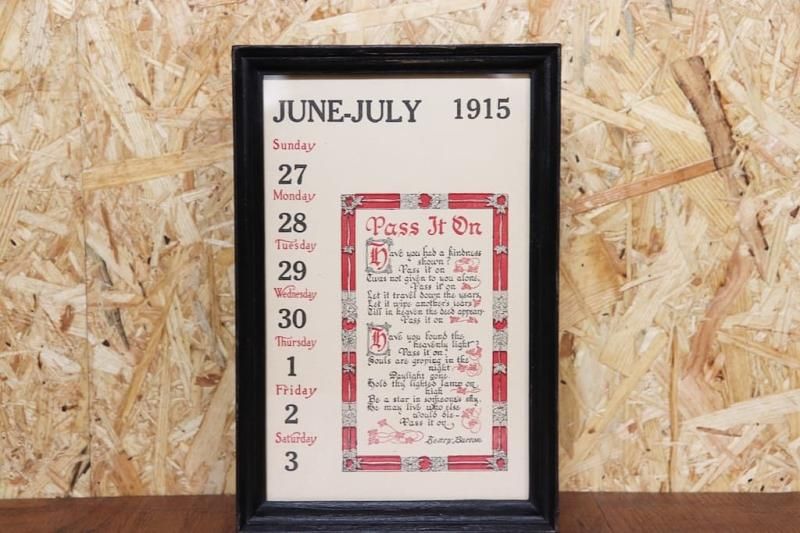 JUNE-JULY 1915
Sunday
27
Monday
28
Tuesday
29
Wednesday
30
Thursday
1
Friday
2
Saturday
3
Pass It On
Have you had a kindness
shown?
Pass it on
'Twas not given to you alone,
Pass it on
Let it travel down the years,
Let it wipe another's tears
Till in heaven the deed appears
Pass it on
Have you found the
heavenly light?
Pass it on!
Souls are groping in the
night
Daylight gone
Hold thy lighted lamp on
high
Be a star in someone's sky.
He may live who else
would die-
Pass it on
Henry Burton